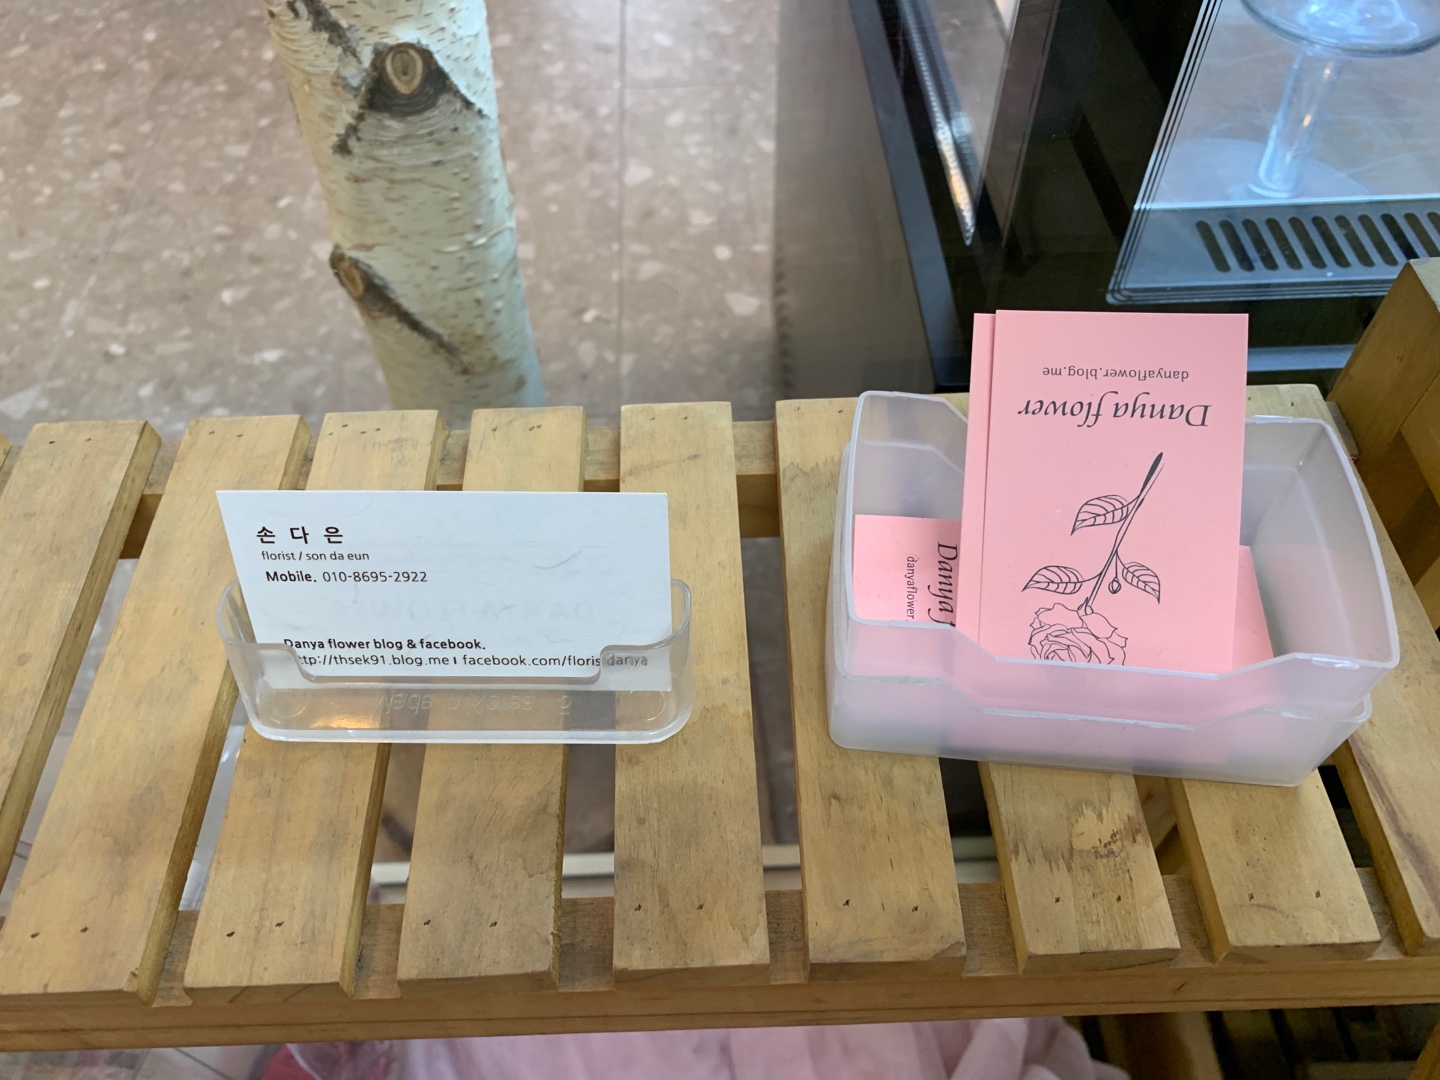 손 다 은
florist / son da eun
Mobile. 010-8695-2922
Danya flower blog & facebook.
http://thsek91.blog.me ı facebook.com/floris danya
Danya flower
danyaflower.blog.me
Danya f
danyaflower.